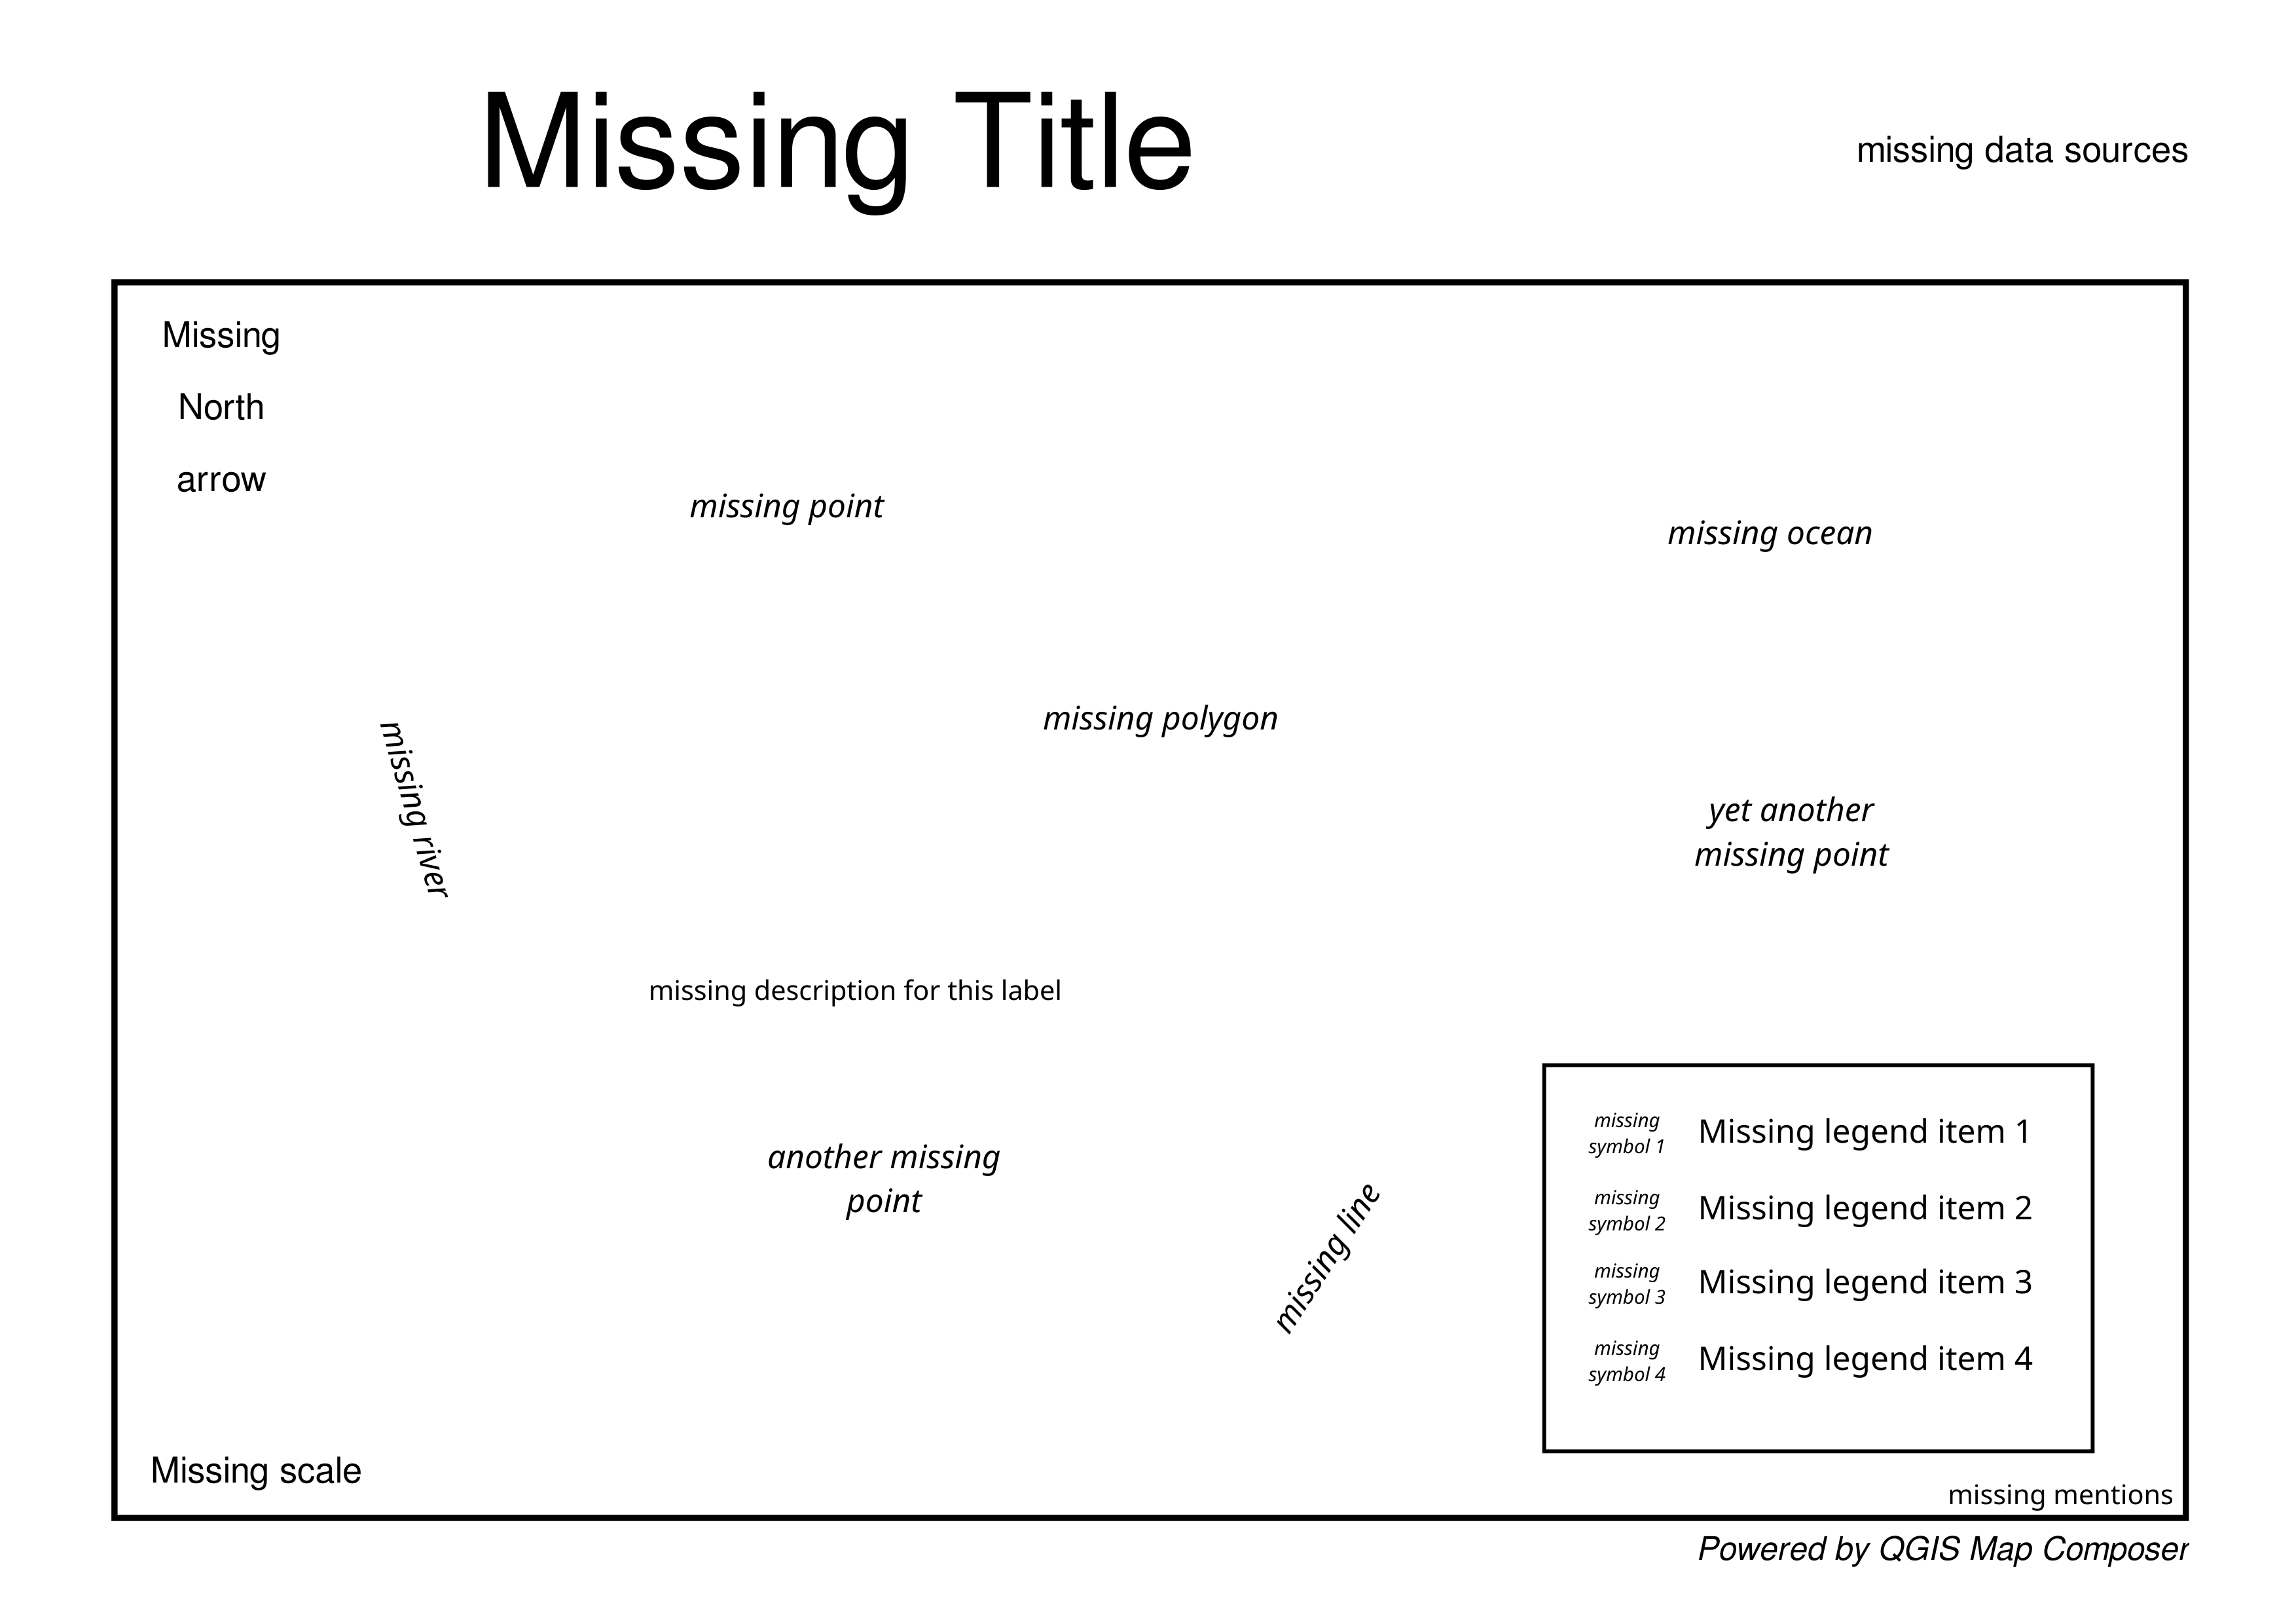 Missing Title
missing data sources
Missing
North
arrow
missing point
missing ocean
missing polygon
missing river
yet another
missing point
missing description for this label
another missing
point
missing line
missing
symbol 1
Missing legend item 1
missing
symbol 2
Missing legend item 2
missing
symbol 3
Missing legend item 3
missing
symbol 4
Missing legend item 4
Missing scale
missing mentions
Powered by QGIS Map Composer